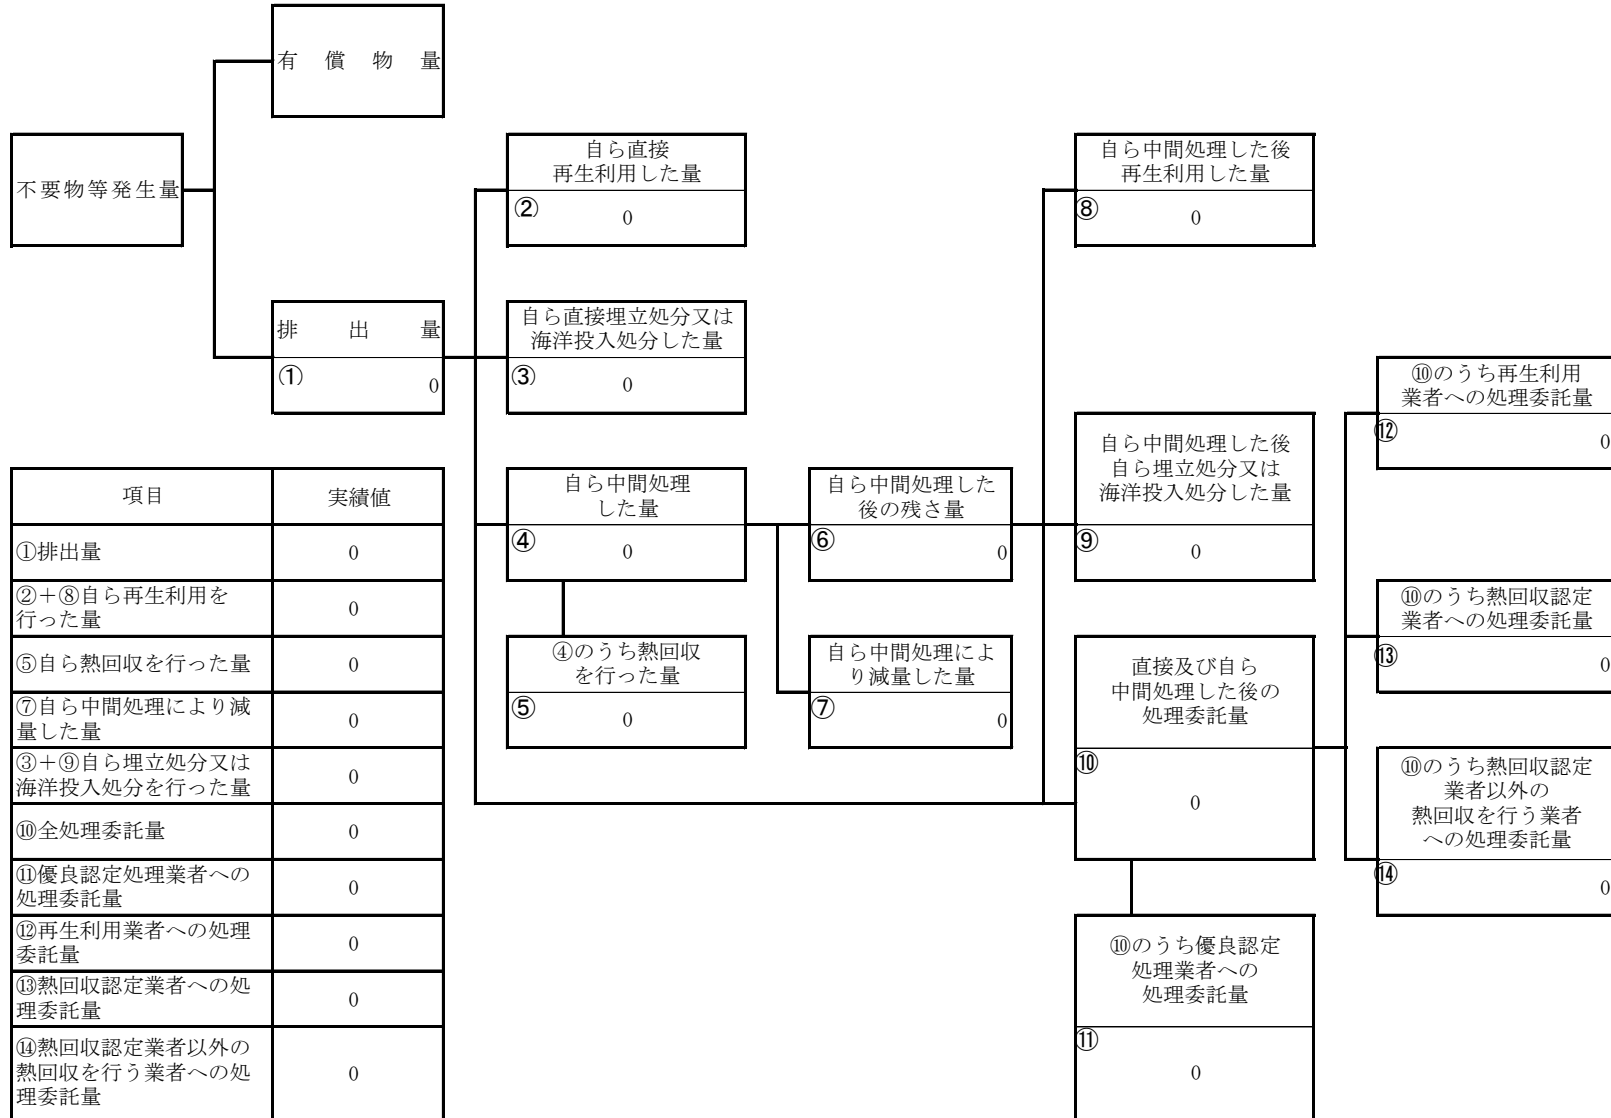 有償物量
不要物等発生量
自ら直接
再生利用した量
②
0
自ら中間処理した後
再生利用した量
⑧
0
排出量
①
0
自ら直接埋立処分又は
海洋投入処分した量
③
0
⑩のうち再生利用
業者への処理委託量
⑫
0
自ら中間処理
した量
④
0
自ら中間処理した
後の残さ量
⑥
0
自ら中間処理した後
自ら埋立処分又は
海洋投入処分した量
⑨
0
⑩のうち熱回収認定
業者への処理委託量
⑬
0
④のうち熱回収
を行った量
⑤
0
自ら中間処理によ
り減量した量
⑦
0
直接及び自ら
中間処理した後の
処理委託量
⑩
0
⑩のうち熱回収認定
業者以外の
熱回収を行う業者
への処理委託量
⑭
0
⑩のうち優良認定
処理業者への
処理委託量
⑪
0
項目 実績値
①排出量 0
②+⑧自ら再生利用を
行った量 0
⑤自ら熱回収を行った量 0
⑦自ら中間処理により減
量した量 0
③+⑨自ら埋立処分又は
海洋投入処分を行った量 0
⑩全処理委託量 0
⑪優良認定処理業者への
処理委託量 0
⑫再生利用業者への処理
委託量 0
⑬熱回収認定業者への処
理委託量 0
⑭熱回収認定業者以外の
熱回収を行う業者への処 0
理委託量